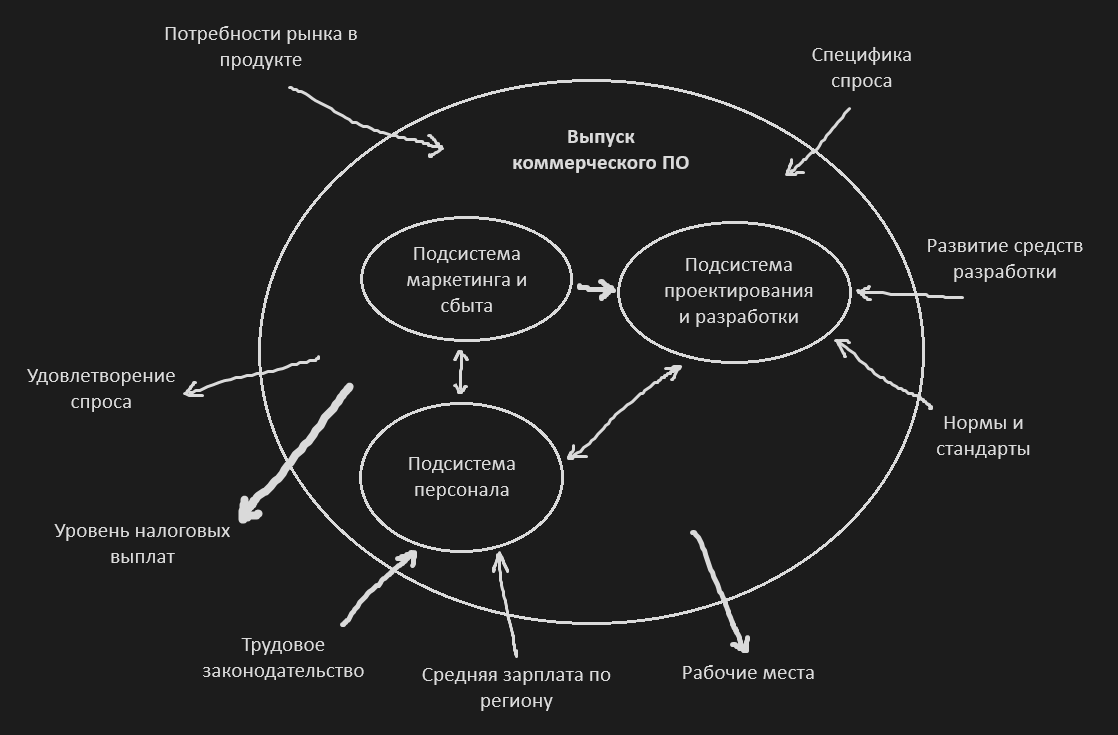 Потребности рынка в
продукте
Специфика
спроса
Выпуск
коммерческого ПО
Подсистема
маркетинга и
сбыта
Подсистема
проектирования
и разработки
Развитие средств
разработки
Удовлетворение
спроса
Нормы и
стандарты
Подсистема
персонала
Уровень налоговых
выплат
Трудовое
законодательство
Средняя зарплата по
региону
Рабочие места